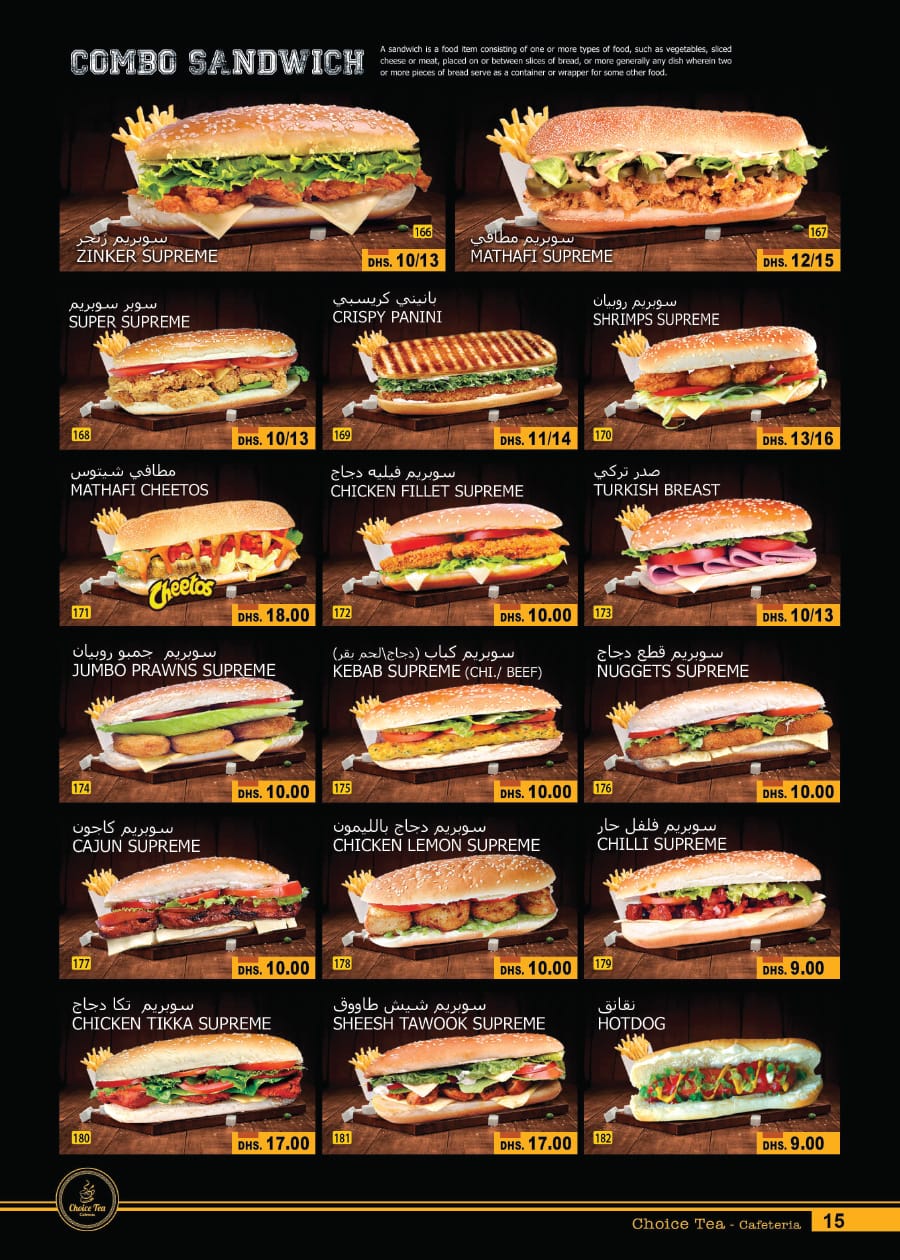 COMBO SANDWICH
A sandwich is a food item consisting of one or more types of food, such as vegetables, sliced
cheese or meat, placed on or between slices of bread, or more generally any dish wherein two
or more pieces of bread serve as a container or wrapper for some other food.
سوبريم زنجر
ZINKER SUPREME
166
DHS. 10/13
سوبريم مطافي
MATHAFI SUPREME
167
DHS. 12/15
سوبر سوبريم
SUPER SUPREME
168
DHS. 10/13
بانيني كريسبي
CRISPY PANINI
169
DHS. 11/14
سوبريم روبيان
SHRIMPS SUPREME
170
DHS. 13/16
مطافي شيتوس
MATHAFI CHEETOS
Cheetos
171
DHS. 18.00
سوبريم فيليه دجاج
CHICKEN FILLET SUPREME
172
DHS. 10.00
صدر تركي
TURKISH BREAST
173
DHS. 10/13
سوبريم جمبو روبيان
JUMBO PRAWNS SUPREME
174
DHS. 10.00
سوبريم كباب (دجاج\لحم بقر)
KEBAB SUPREME (CHI./ BEEF)
175
DHS. 10.00
سوبريم قطع دجاج
NUGGETS SUPREME
176
DHS. 10.00
سوبريم كاجون
CAJUN SUPREME
177
DHS. 10.00
سوبريم دجاج بالليمون
CHICKEN LEMON SUPREME
178
DHS. 10.00
سوبريم فلفل حار
CHILLI SUPREME
179
DHS. 9.00
سوبريم تكا دجاج
CHICKEN TIKKA SUPREME
180
DHS. 17.00
سوبريم شيش طاووق
SHEESH TAWOOK SUPREME
181
DHS. 17.00
نقانق
HOTDOG
182
DHS. 9.00
Choice Tea
Cafeteria
Choice Tea - Cafeteria
15